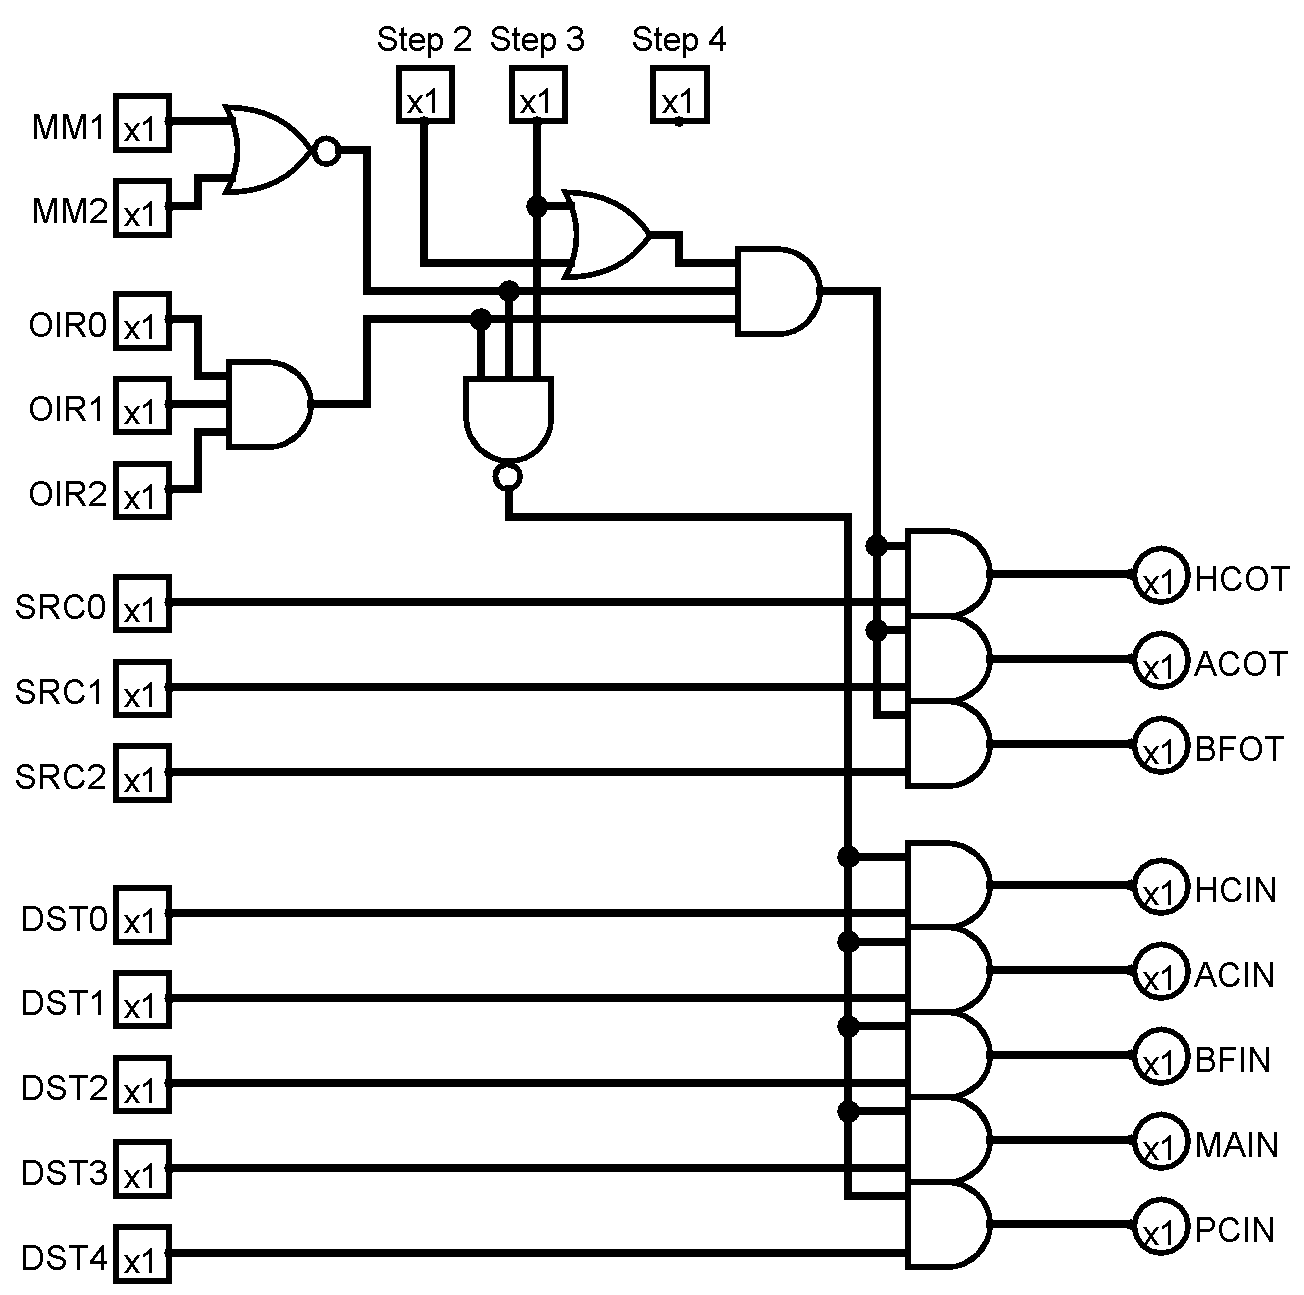 Step 2 Step 3 Step 4
x1 x1 x1
MM1 x1
MM2 x1
OIR0 x1
OIR1 x1
OIR2 x1
x1 HCOT
SRC0 x1
x1 ACOT
SRC1 x1
x1 BFOT
SRC2 x1
x1 HCIN
DST0 x1
x1 ACIN
DST1 x1
x1 BFIN
DST2 x1
x1 MAIN
DST3 x1
x1 PCIN
DST4 x1